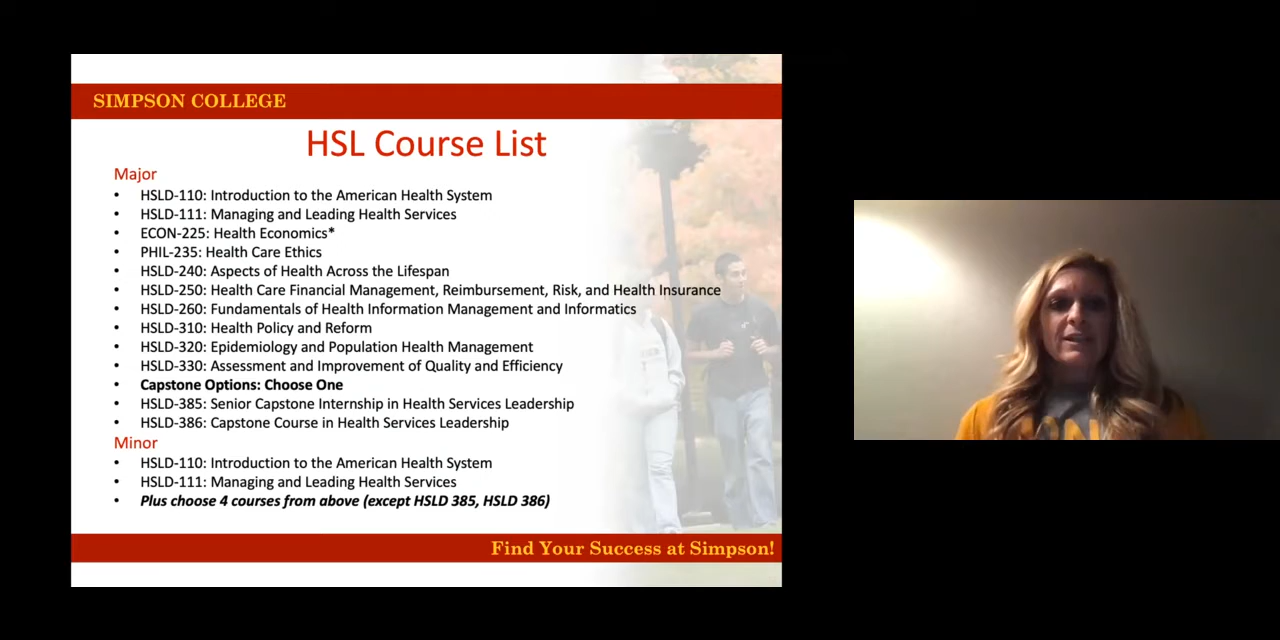 SIMPSON COLLEGE
HSL Course List
Major
• HSLD-110: Introduction to the American Health System
• HSLD-111: Managing and Leading Health Services
• ECON-225: Health Economics*
• PHIL-235: Health Care Ethics
• HSLD-240: Aspects of Health Across the Lifespan
• HSLD-250: Health Care Financial Management, Reimbursement, Risk, and Health Insurance
• HSLD-260: Fundamentals of Health Information Management and Informatics
• HSLD-310: Health Policy and Reform
• HSLD-320: Epidemiology and Population Health Management
• HSLD-330: Assessment and Improvement of Quality and Efficiency
• Capstone Options: Choose One
• HSLD-385: Senior Capstone Internship in Health Services Leadership
• HSLD-386: Capstone Course in Health Services Leadership
Minor
• HSLD-110: Introduction to the American Health System
• HSLD-111: Managing and Leading Health Services
• Plus choose 4 courses from above (except HSLD 385, HSLD 386)
Find Your Success at Simpson!